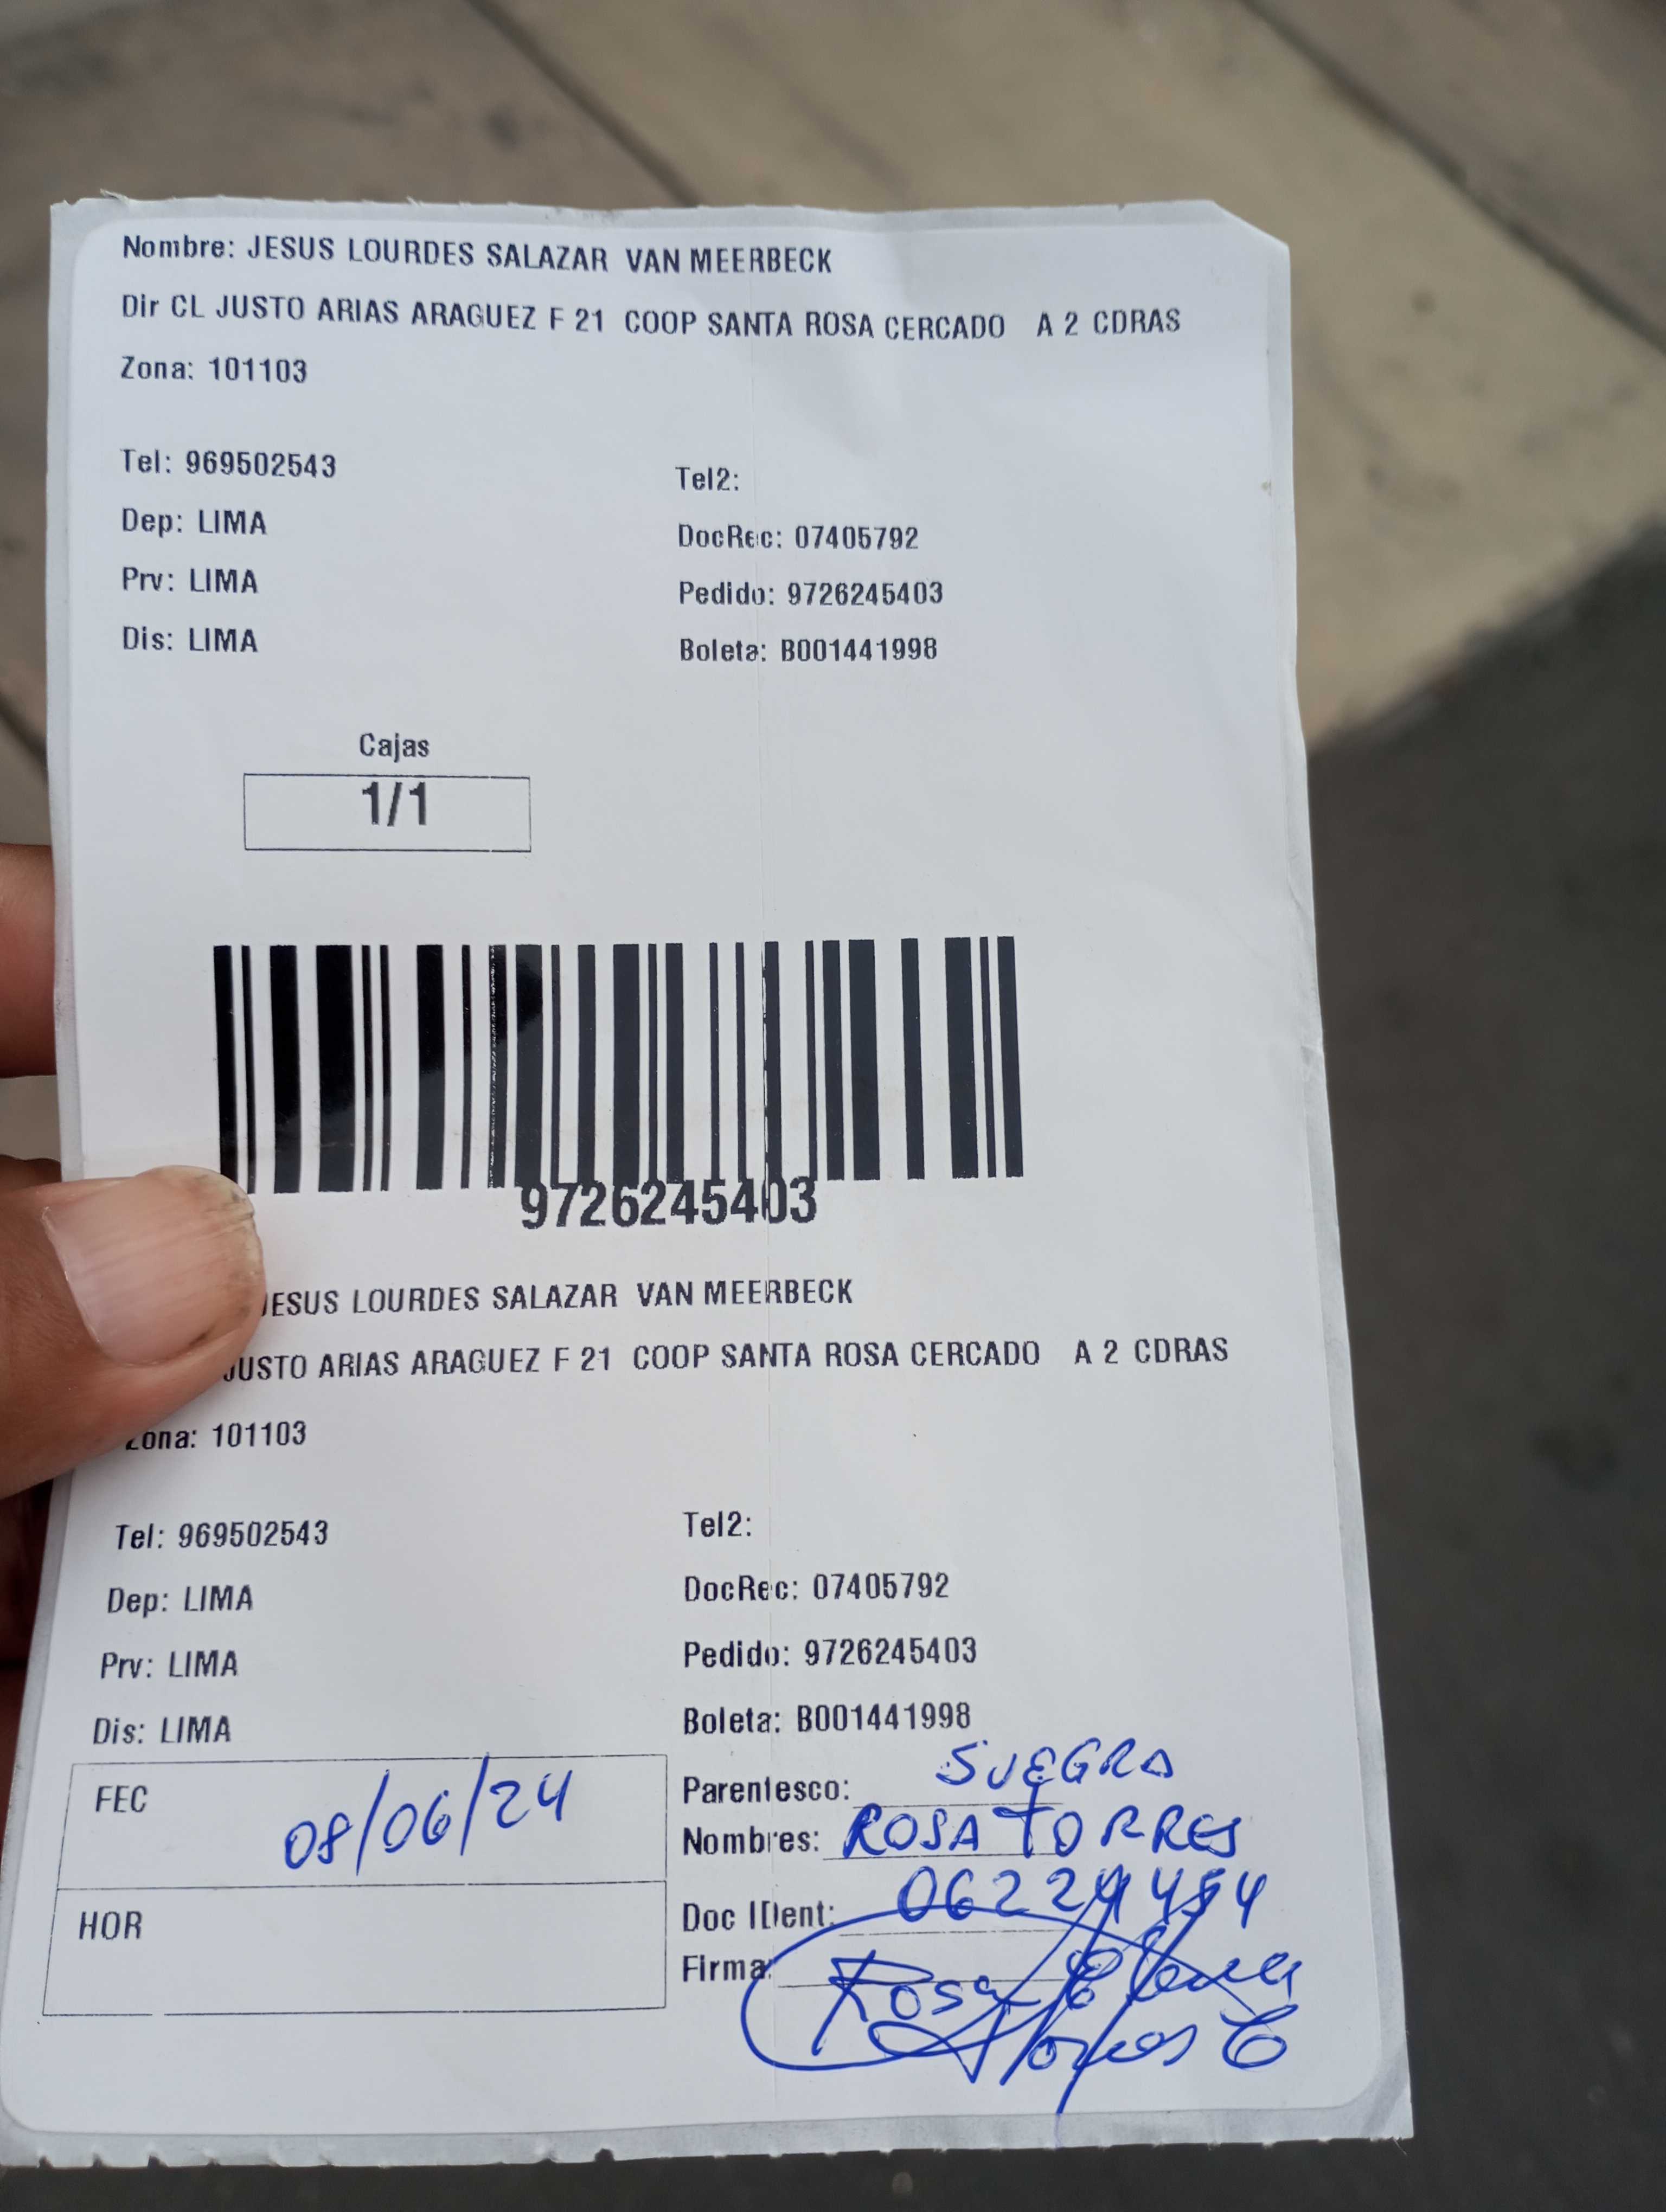 Nombre: JESUS LOURDES SALAZAR VAN MEERBECK
Dir CL JUSTO ARIAS ARAGUEZ F 21 COOP SANTA ROSA CERCADO A 2 CDRAS
Zona: 101103
Tel: 969502543
Tel2:
Dep: LIMA
DocRec: 07405792
Prv: LIMA
Pedido: 9726245403
Dis: LIMA
Boleta: B001441998
Cajas
1/1
9726245403
JESUS LOURDES SALAZAR VAN MEERBECK
JUSTO ARIAS ARAGUEZ F 21 COOP SANTA ROSA CERCADO A 2 CDRAS
Zona: 101103
Tel: 969502543
Tel2:
Dep: LIMA
DocRec: 07405792
Prv: LIMA
Pedido: 9726245403
Dis: LIMA
Boleta: B001441998
FEC 08/06/24
Parentesco: SUEGRA
Nombres: ROSA TORRES
HOR
Doc IDent:
Firma: Rosa Elena
Torres C